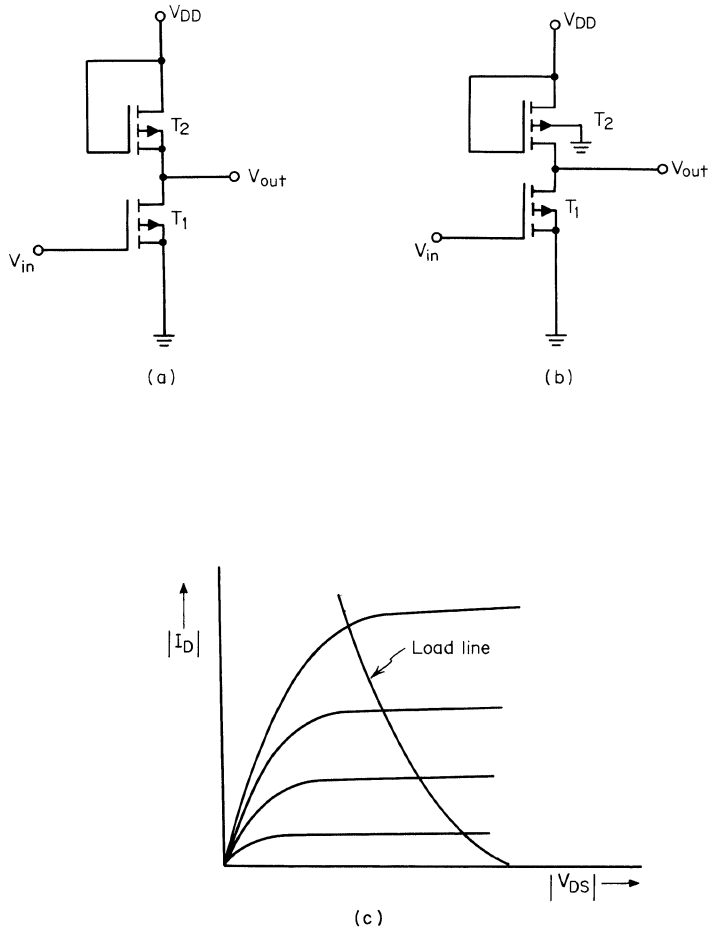 VDD
T2
Vout
T1
Vin
(a)
VDD
T2
Vout
T1
Vin
(b)
|ID|
Load line
|VDS|
(c)